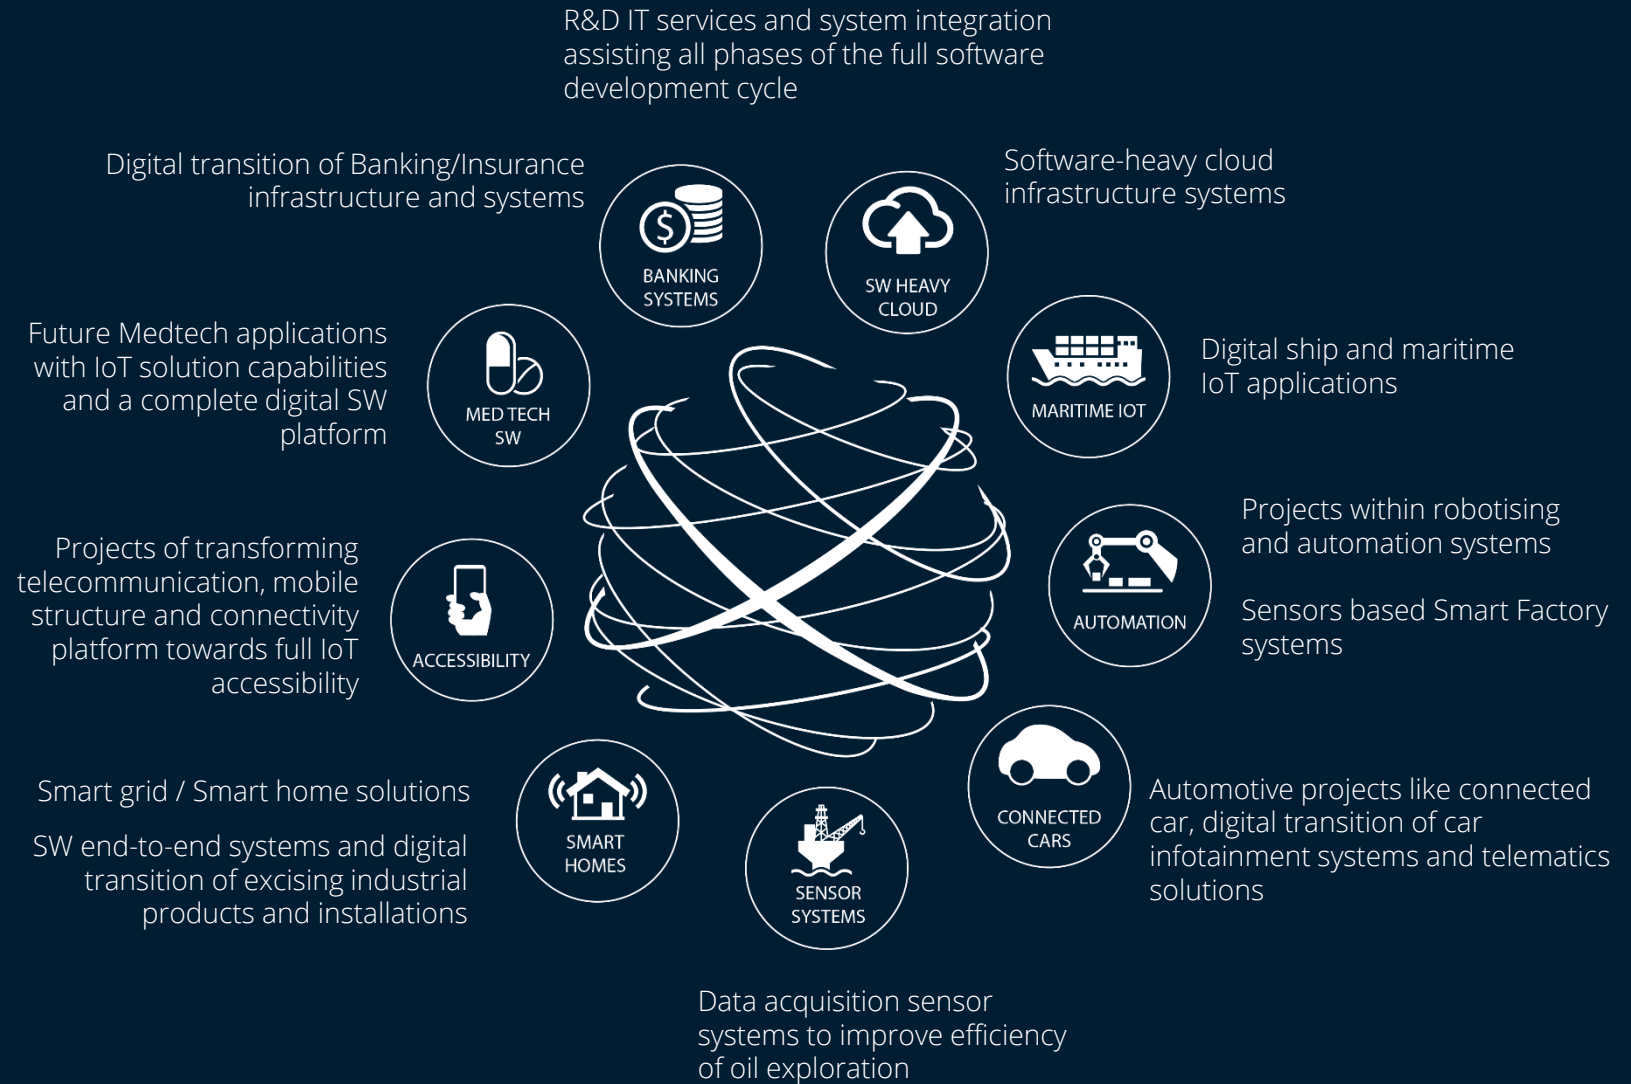 R&D IT services and system integration
assisting all phases of the full software
development cycle
Digital transition of Banking/Insurance
infrastructure and systems
BANKING
SYSTEMS
SW HEAVY
CLOUD
Software-heavy cloud
infrastructure systems
Future Medtech applications
with IoT solution capabilities
and a complete digital SW
platform
MED TECH
SW
MARITIME IOT
Digital ship and maritime
IoT applications
Projects of transforming
telecommunication, mobile
structure and connectivity
platform towards full IoT
accessibility
ACCESSIBILITY
AUTOMATION
Projects within robotising
and automation systems
Sensors based Smart Factory
systems
Smart grid / Smart home solutions
SW end-to-end systems and digital
transition of excising industrial
products and installations
SMART
HOMES
SENSOR
SYSTEMS
CONNECTED
CARS
Automotive projects like connected
car, digital transition of car
infotainment systems and telematics
solutions
Data acquisition sensor
systems to improve efficiency
of oil exploration